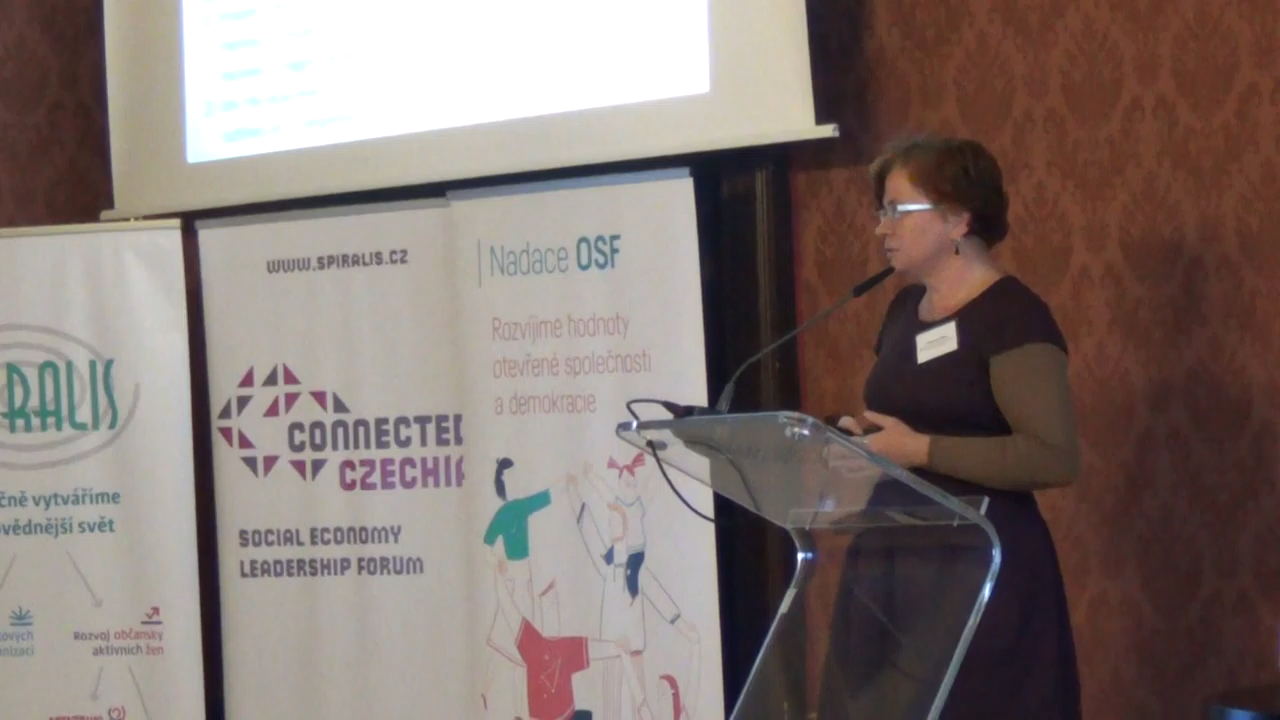 RALIS
čně vytváříme
ovědnější svět
kových
nizací
Rozvoj občansky
aktivních žen
WWW.SPIRALIS.CZ
CONNECTED
CZECHIA
SOCIAL ECONOMY
LEADERSHIP FORUM
Nadace OSF
Rozvíjíme hodnoty
otevřené společnosti
a demokracie